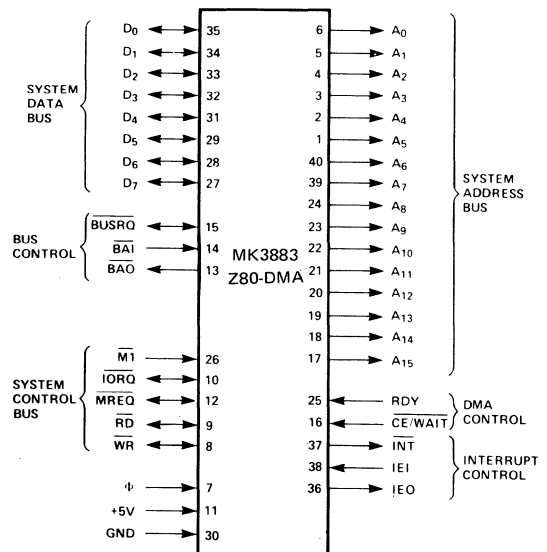 D0 35
D1 34
D2 33
D3 32
D4 31
D5 29
D6 28
D7 27
SYSTEM
DATA
BUS
BUSRQ 15
BAI 14
BAO 13
BUS
CONTROL
M1 26
IORQ 10
MREQ 12
RD 9
WR 8
SYSTEM
CONTROL
BUS
Φ 7
+5V 11
GND 30
MK3883
Z80-DMA
6 A0
5 A1
4 A2
3 A3
2 A4
1 A5
40 A6
39 A7
24 A8
23 A9
22 A10
21 A11
20 A12
19 A13
18 A14
17 A15
SYSTEM
ADDRESS
BUS
25 RDY
16 CE/WAIT
DMA
CONTROL
37 INT
38 IEI
36 IEO
INTERRUPT
CONTROL